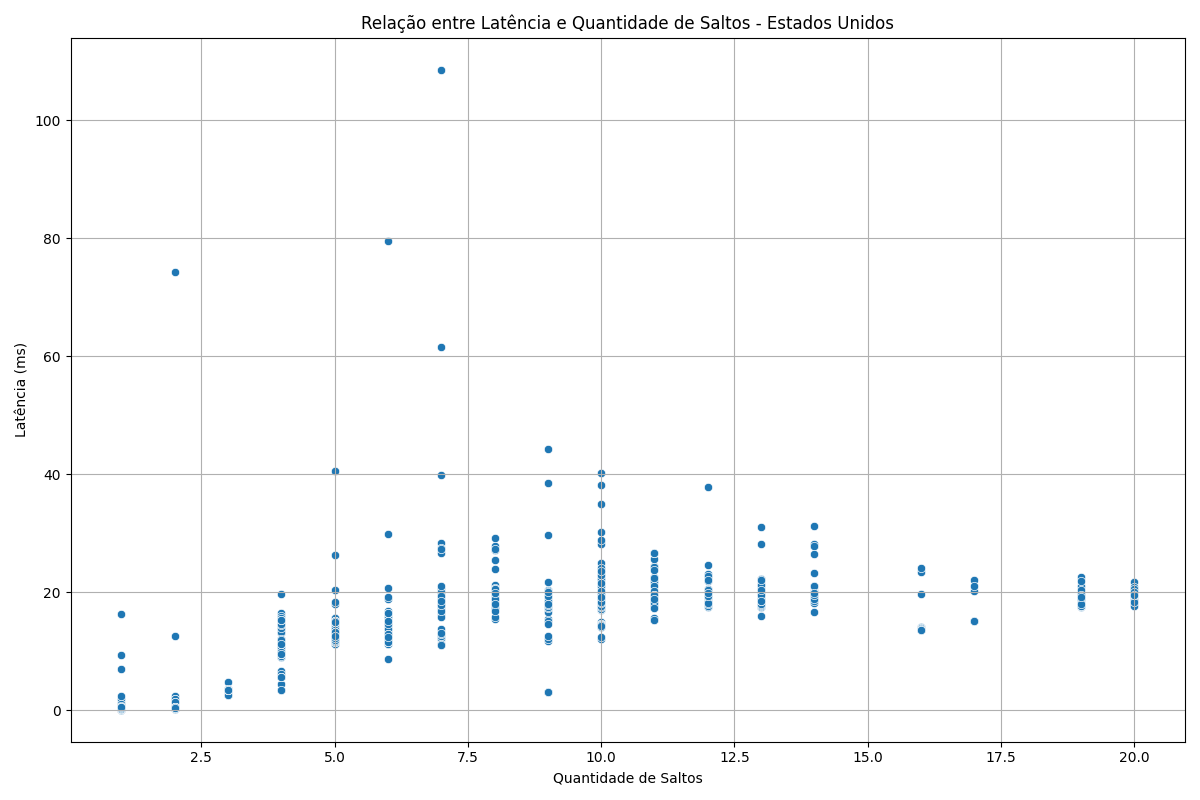 Relação entre Latência e Quantidade de Saltos - Estados Unidos
Latência (ms)
100
80
60
40
20
0
2.5 5.0 7.5 10.0 12.5 15.0 17.5 20.0
Quantidade de Saltos